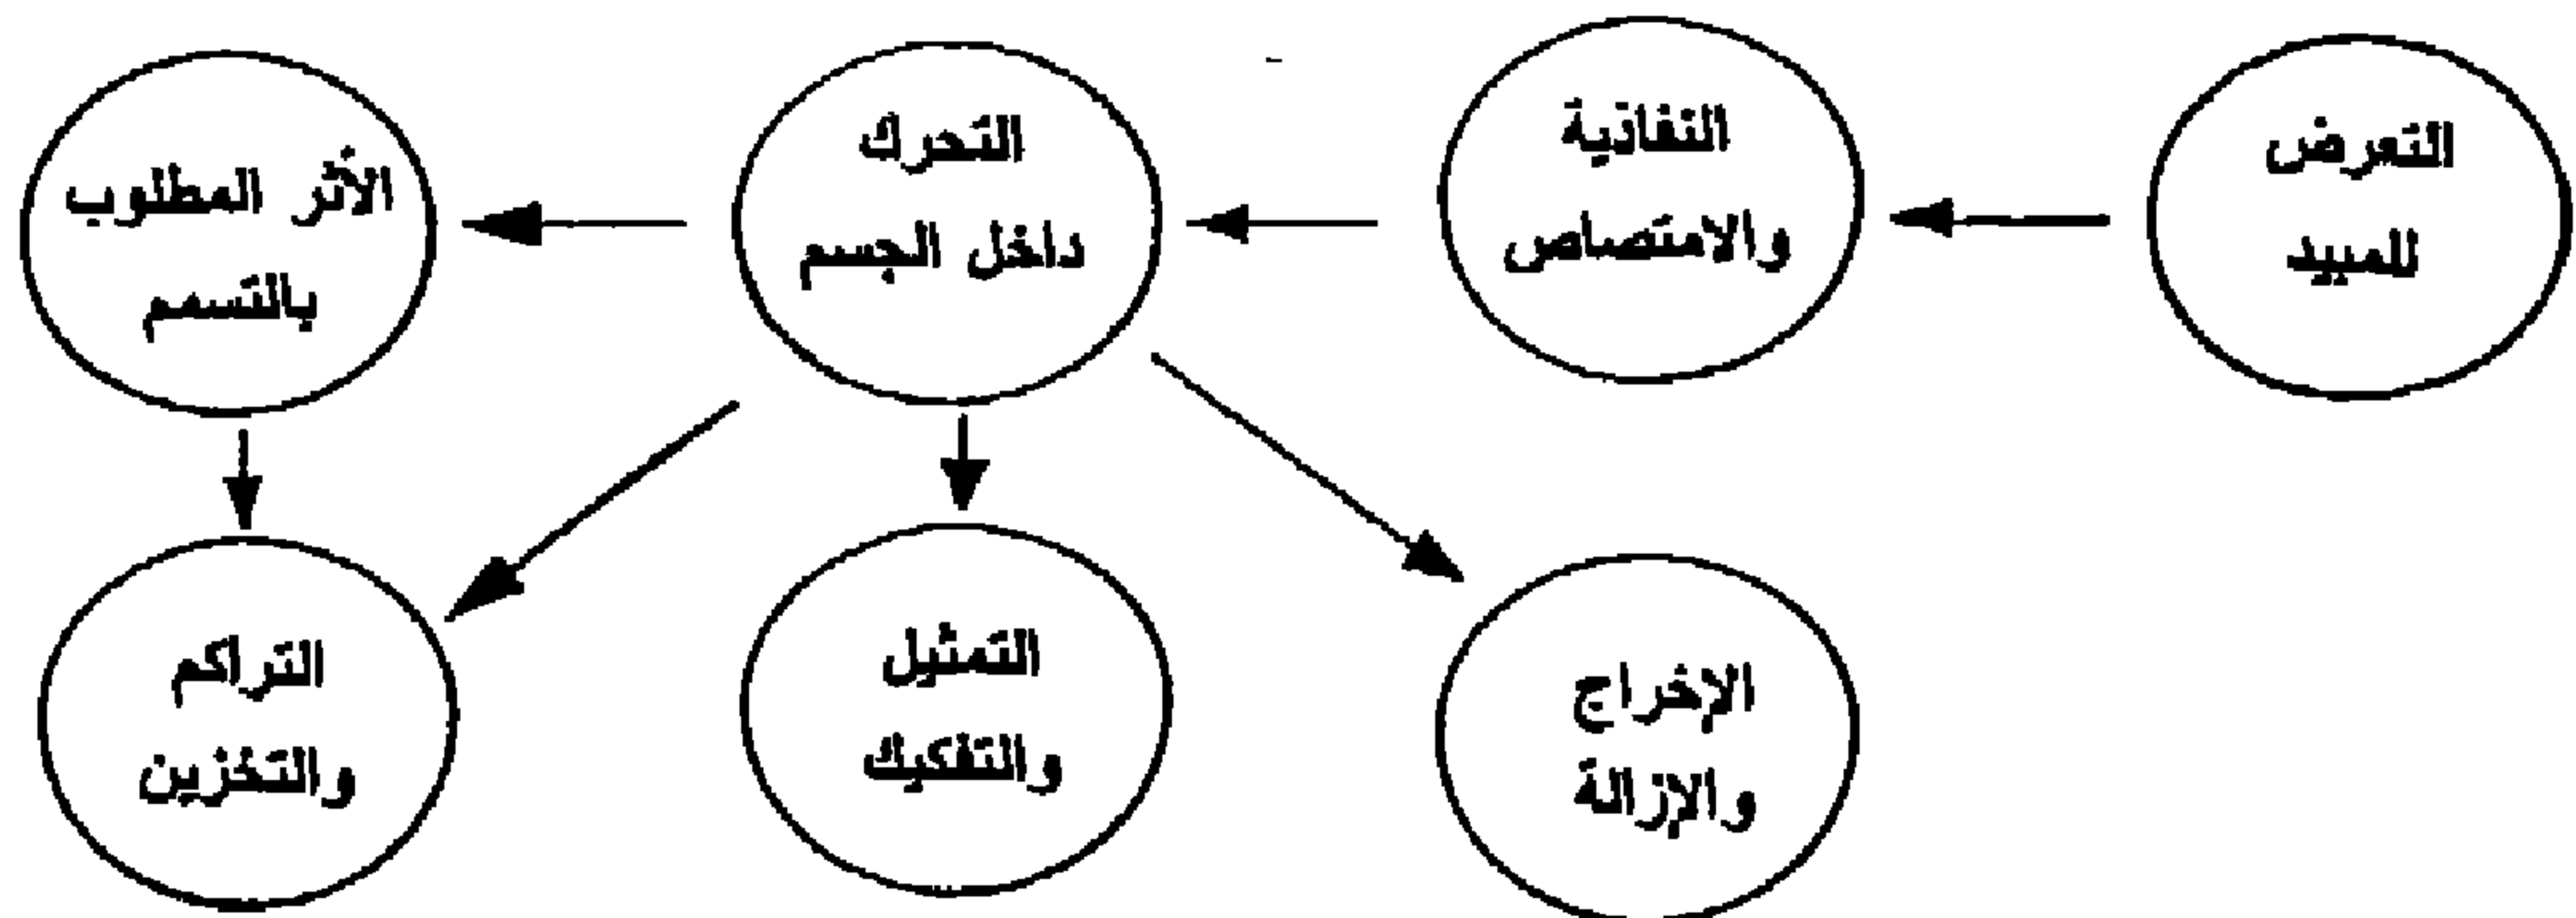 التعرض
للمبيد
النفاذية
والامتصاص
التحرك
داخل الجسم
الأثر المطلوب
بالتسمم
الإخراج
والإزالة
التمثيل
والتفكيك
التراكم
والتخزين